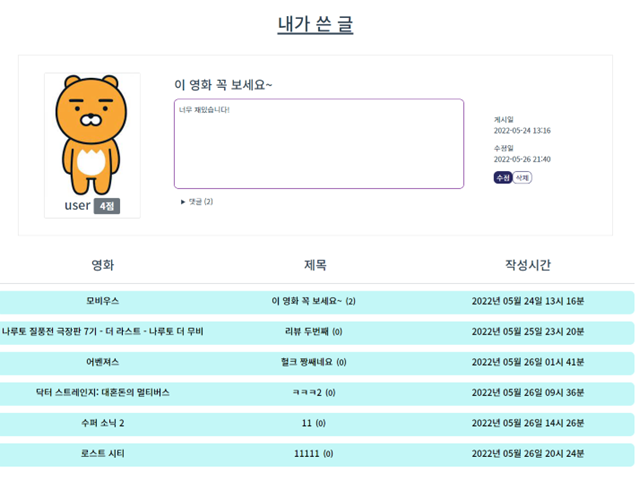 내가 쓴 글
이 영화 꼭 보세요~
너무 재밌습니다!
게시일
2022-05-24 13:16
수정일
2022-05-26 21:40
수정 삭제
user 4점
▶ 댓글 (2)
영화 제목 작성시간
모비우스 이 영화 꼭 보세요~ (2) 2022년 05월 24일 13시 16분
나루토 질풍전 극장판 7기 - 더 라스트 - 나루토 더 무비 리뷰 두번째 (0) 2022년 05월 25일 23시 20분
어벤져스 헐크 짱쌔네요 (0) 2022년 05월 26일 01시 41분
닥터 스트레인지: 대혼돈의 멀티버스 ㅋㅋㅋ2 (0) 2022년 05월 26일 09시 36분
수퍼 소닉 2 11 (0) 2022년 05월 26일 14시 26분
로스트 시티 11111 (0) 2022년 05월 26일 20시 24분